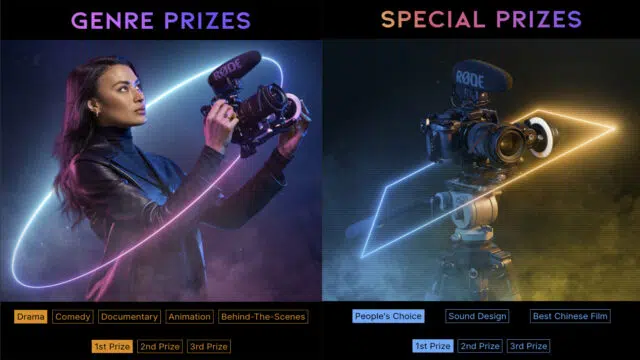 GENRE PRIZES
RØDE
Drama Comedy Documentary Animation Behind-The-Scenes
1st Prize 2nd Prize 3rd Prize
SPECIAL PRIZES
RØDE
People's Choice Sound Design Best Chinese Film
1st Prize 2nd Prize 3rd Prize